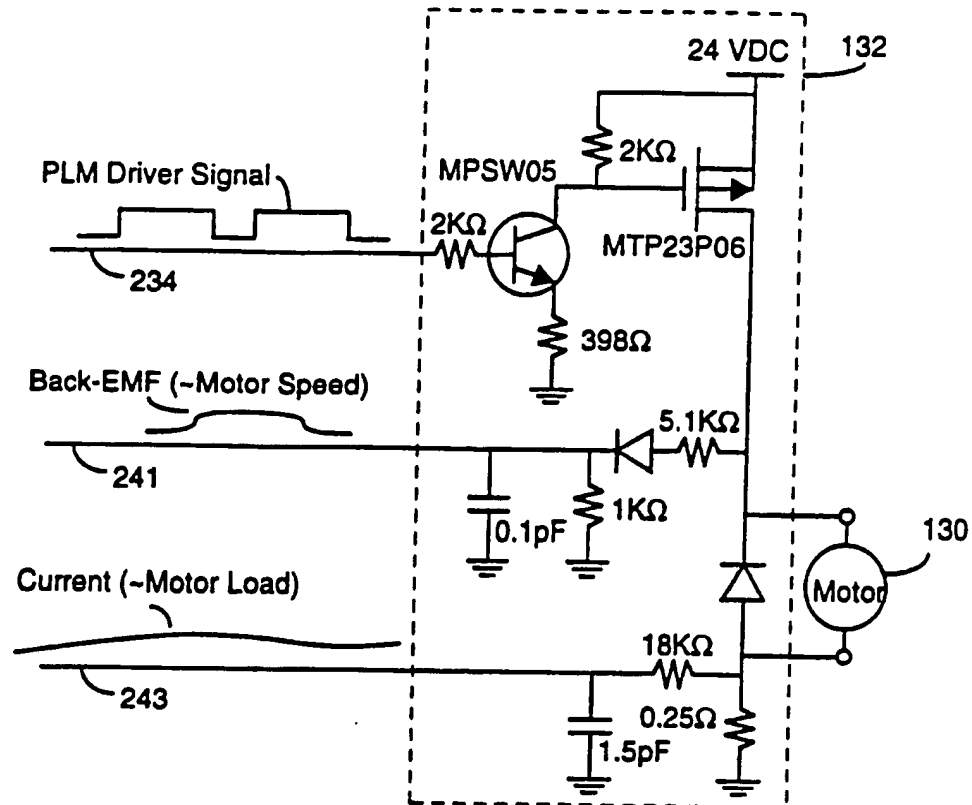 24 VDC
132
2KΩ
MPSW05
PLM Driver Signal
2KΩ
MTP23P06
234
398Ω
Back-EMF (~Motor Speed)
5.1KΩ
241
0.1pF
1KΩ
130
Current (~Motor Load)
Motor
18KΩ
243
0.25Ω
1.5pF